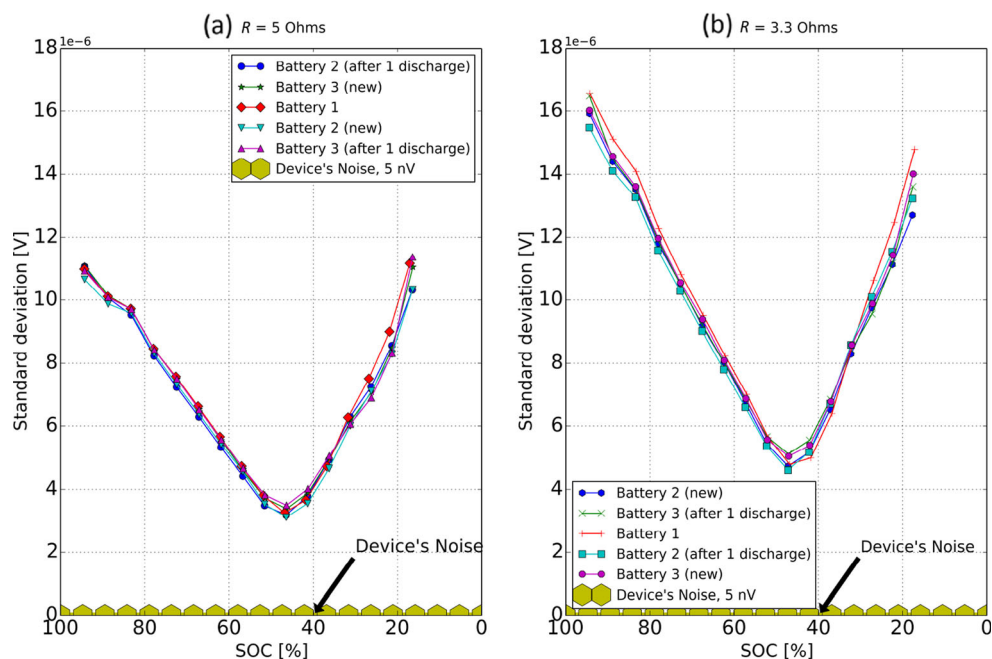 (a) R = 5 Ohms
1e-6
18
16
14
12
10
8
6
4
2
0
Standard deviation [V]
Battery 2 (after 1 discharge)
Battery 3 (new)
Battery 1
Battery 2 (new)
Battery 3 (after 1 discharge)
Device's Noise, 5 nV
Device's Noise
100 80 60 40 20 0
SOC [%]
(b) R = 3.3 Ohms
1e-6
18
16
14
12
10
8
6
4
2
0
Standard deviation [V]
Battery 2 (new)
Battery 3 (after 1 discharge)
Battery 1
Battery 2 (after 1 discharge)
Battery 3 (new)
Device's Noise, 5 nV
Device's Noise
100 80 60 40 20 0
SOC [%]